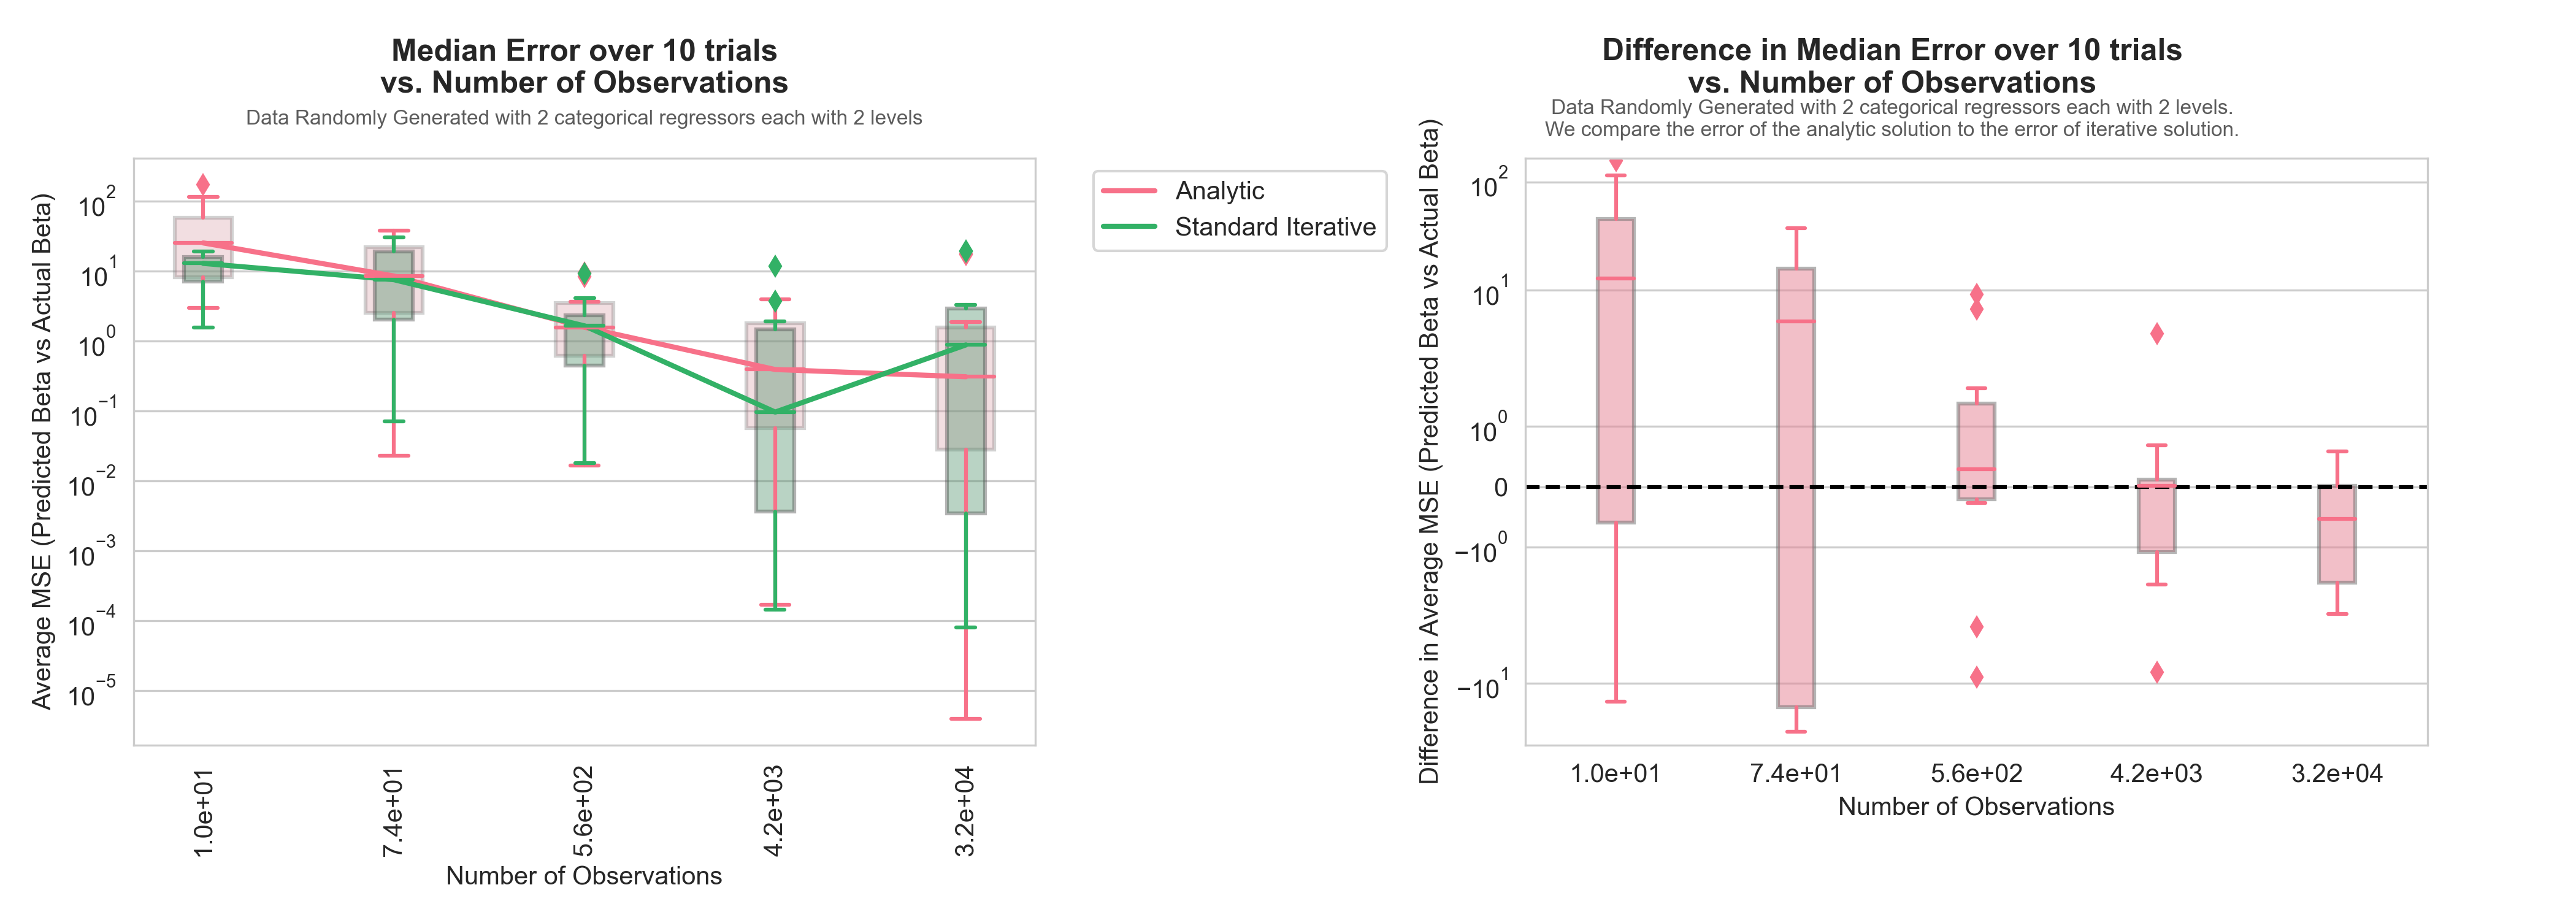 Median Error over 10 trials
vs. Number of Observations
Data Randomly Generated with 2 categorical regressors each with 2 levels
Average MSE (Predicted Beta vs Actual Beta)
10^2
10^1
10^0
10^−1
10^−2
10^−3
10^−4
10^−5
1.0e+01
7.4e+01
5.6e+02
4.2e+03
3.2e+04
Number of Observations
Analytic
Standard Iterative
Difference in Median Error over 10 trials
vs. Number of Observations
Data Randomly Generated with 2 categorical regressors each with 2 levels.
We compare the error of the analytic solution to the error of iterative solution.
Difference in Average MSE (Predicted Beta vs Actual Beta)
10^2
10^1
10^0
0
−10^0
−10^1
1.0e+01
7.4e+01
5.6e+02
4.2e+03
3.2e+04
Number of Observations